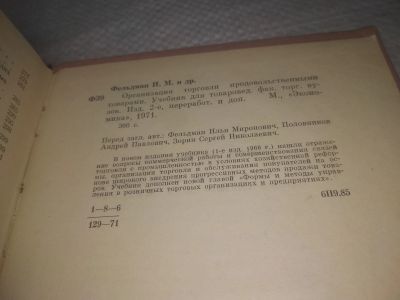 Фельдман И. М. и др.
Ф39 Организация торговли продовольственными
товарами. Учебник для товаровед. фак. торг. ву-
зов. Изд. 2-е, переработ. и доп. М., «Эконо-
мика», 1971.
360 с.
Перед загл. авт.: Фельдман Илья Миронович, Половников
Андрей Павлович, Зорин Сергей Николаевич.
В новом издании учебника (1-е изд. 1966 г.) нашли отраже-
ние вопросы коммерческой работы и совершенствования связей
торговли с промышленностью в условиях хозяйственной рефор-
мы, организация торговли и обслуживания покупателей на ос-
нове широкого внедрения прогрессивных методов продажи това-
ров. Учебник дополнен новой главой «Формы и методы управ-
ления в розничных торговых организациях и предприятиях».
1—8—6
129—71
6П9.85